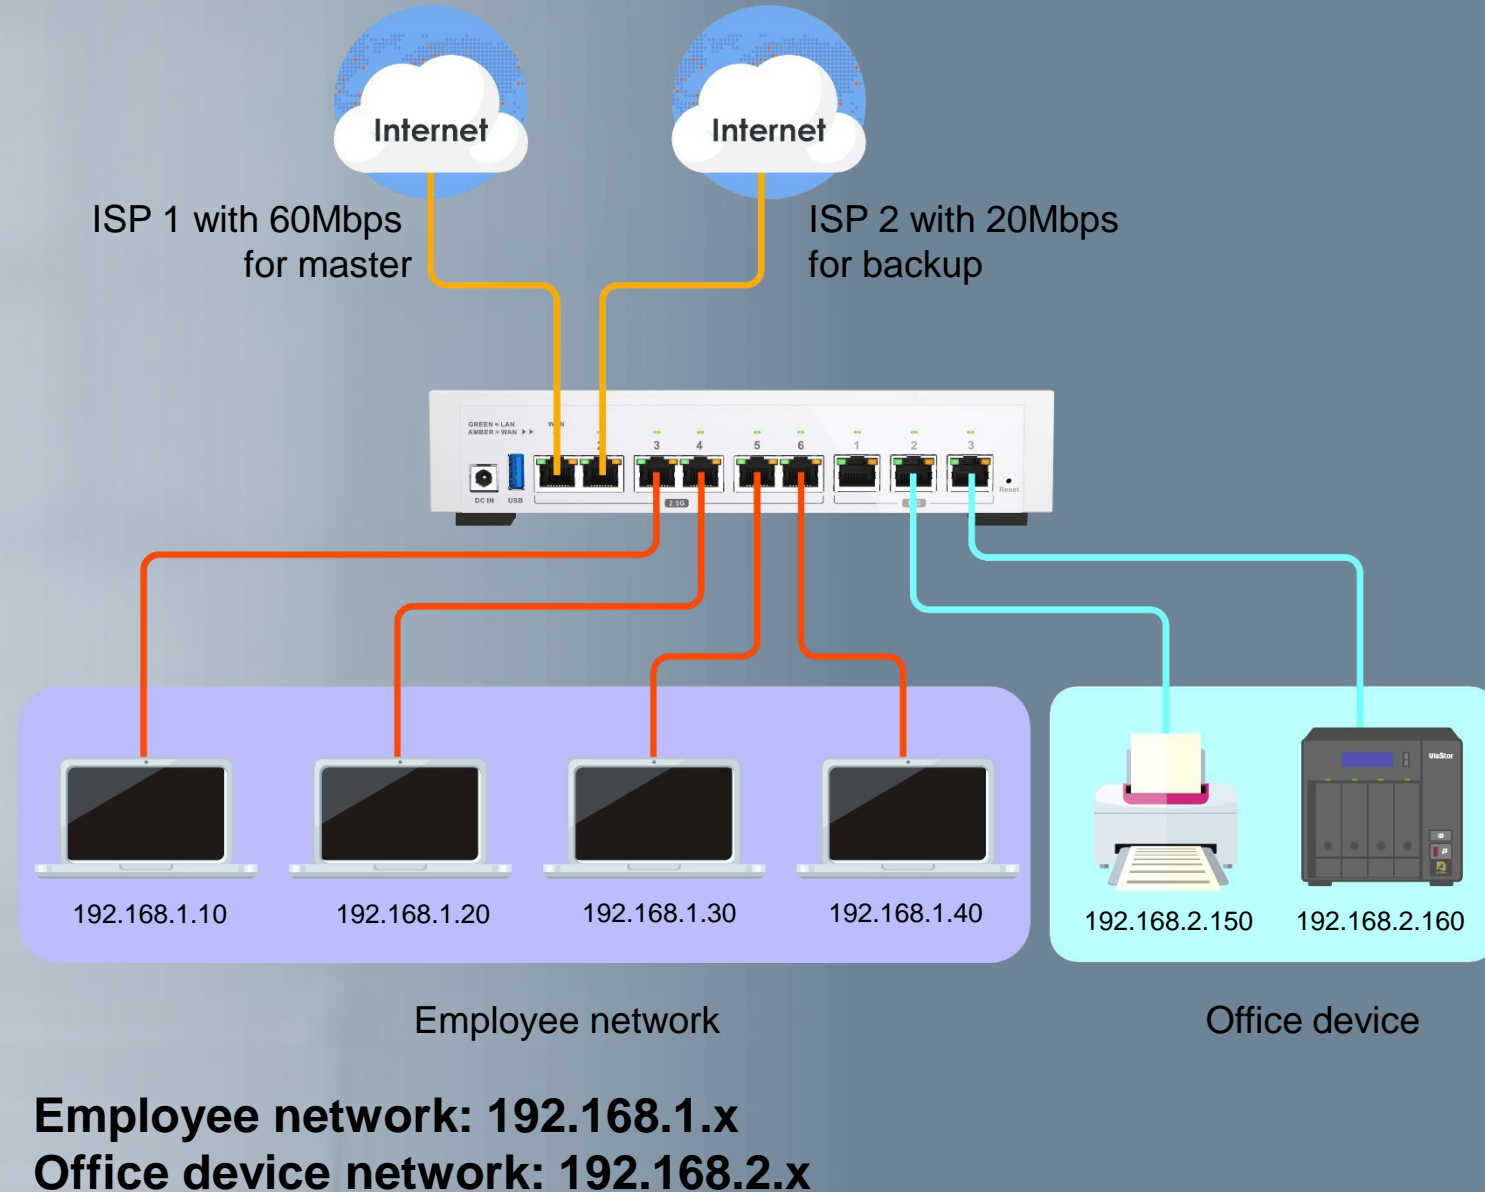 Internet
Internet
ISP 1 with 60Mbps
for master
ISP 2 with 20Mbps
for backup
GREEN = LAN
AMBER = WAN
3 4 5 6 1 2 3
DC IN USB
2.5G
Reset
VioStor
192.168.1.10 192.168.1.20 192.168.1.30 192.168.1.40 192.168.2.150 192.168.2.160
Employee network
Office device
Employee network: 192.168.1.x
Office device network: 192.168.2.x